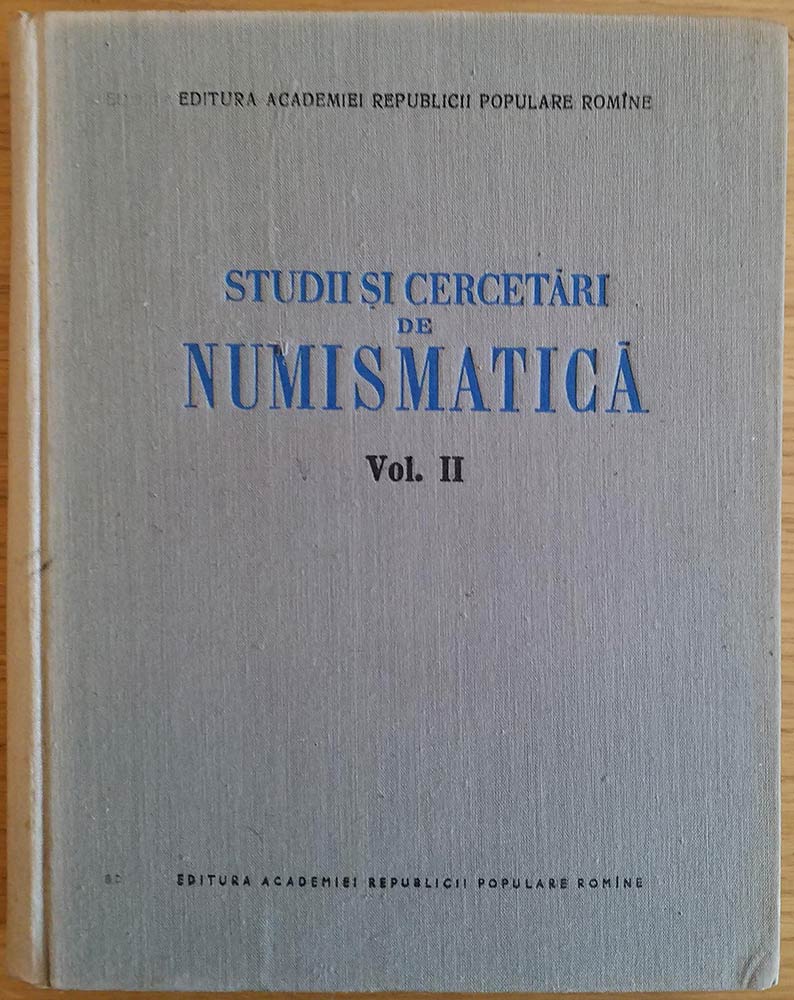 EDITURA ACADEMIEI REPUBLICII POPULARE ROMÎNE
STUDII ȘI CERCETĂRI
DE
NUMISMATICĂ
Vol. II
EDITURA ACADEMIEI REPUBLICII POPULARE ROMÎNE